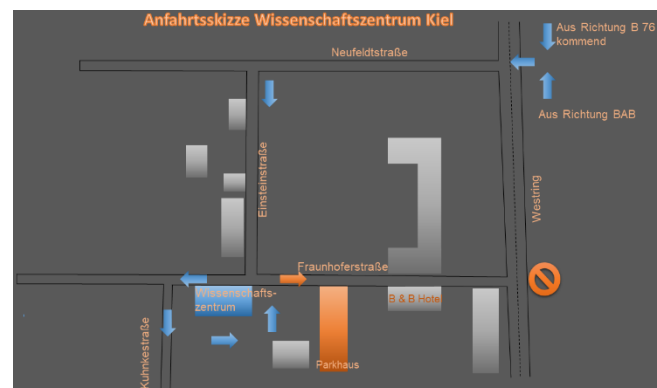 Anfahrtsskizze Wissenschaftszentrum Kiel
Aus Richtung B 76
kommend
Neufeldtstraße
Aus Richtung BAB
Einsteinstraße
Westring
Fraunhoferstraße
Wissenschafts-
zentrum
B & B Hote
Parkhaus
Kuhnkestraße